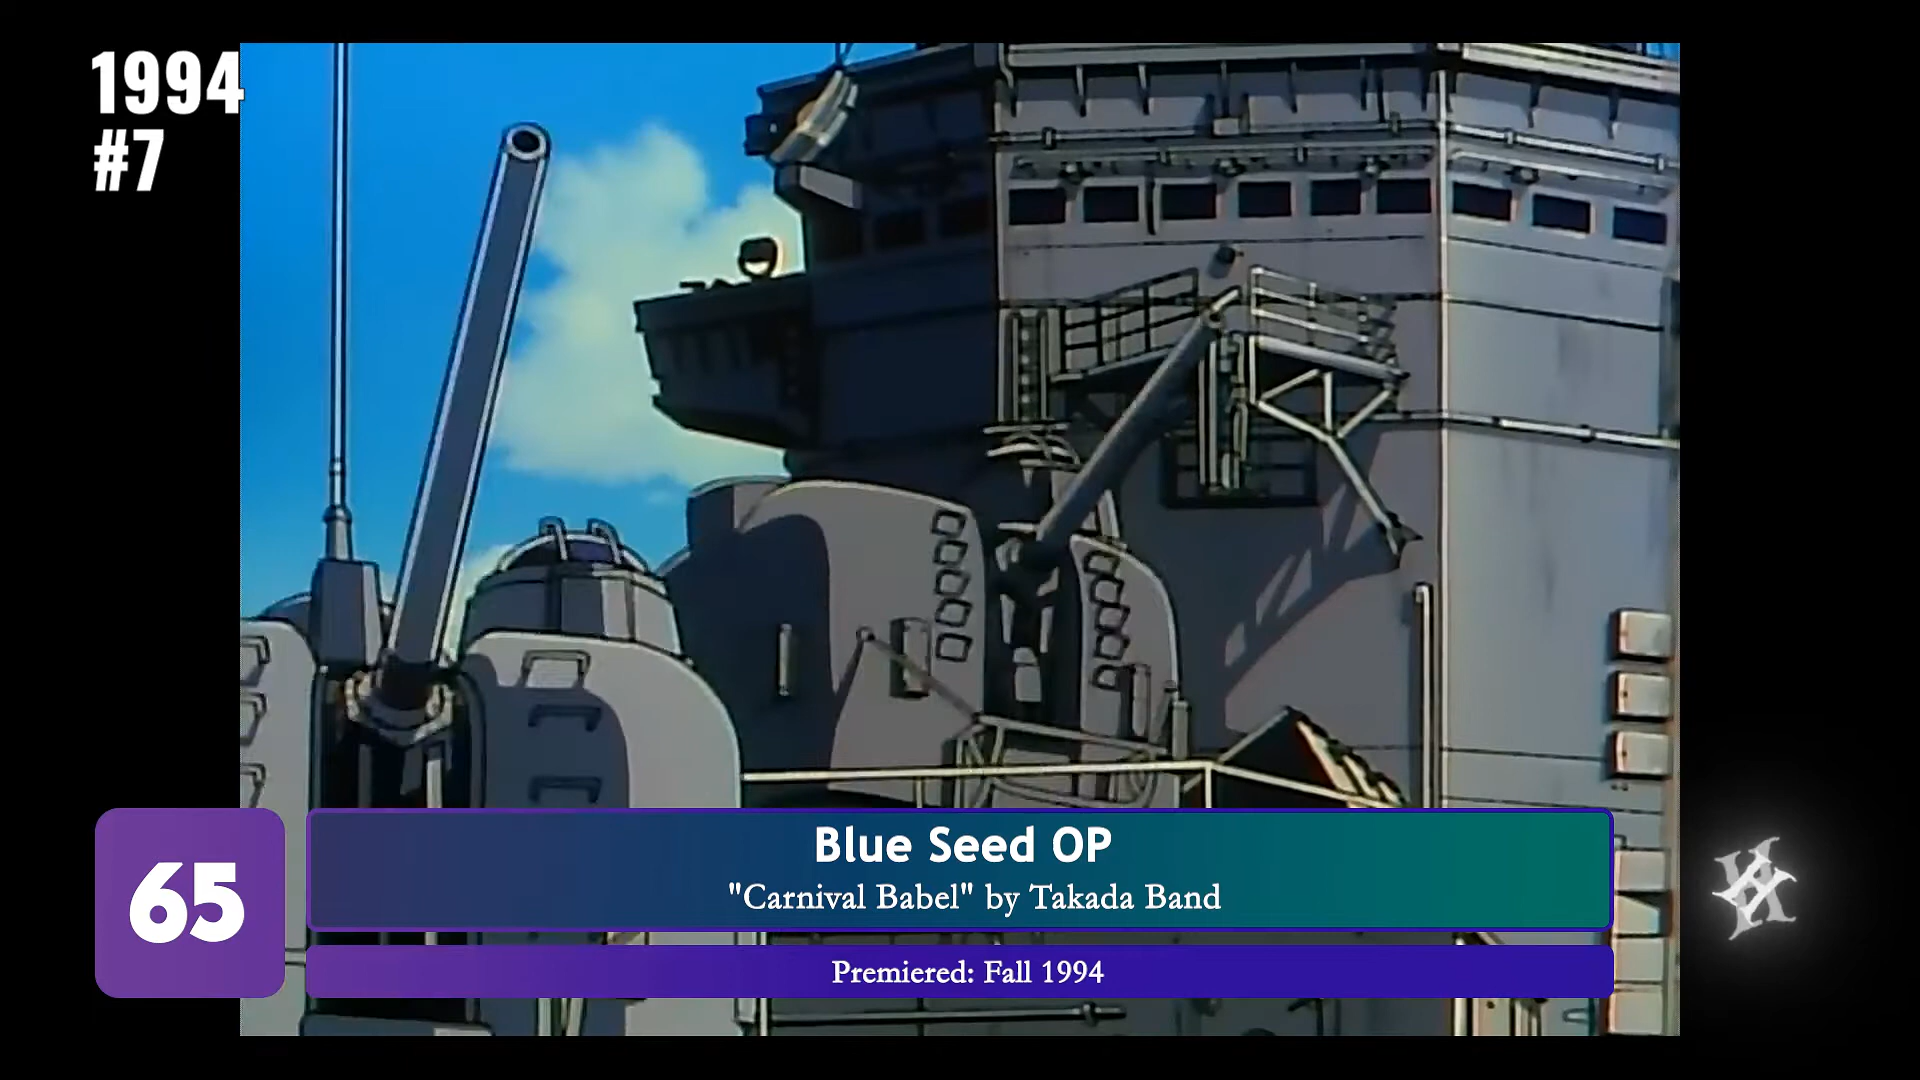 1994
#7
65
Blue Seed OP
"Carnival Babel" by Takada Band
Premiered: Fall 1994